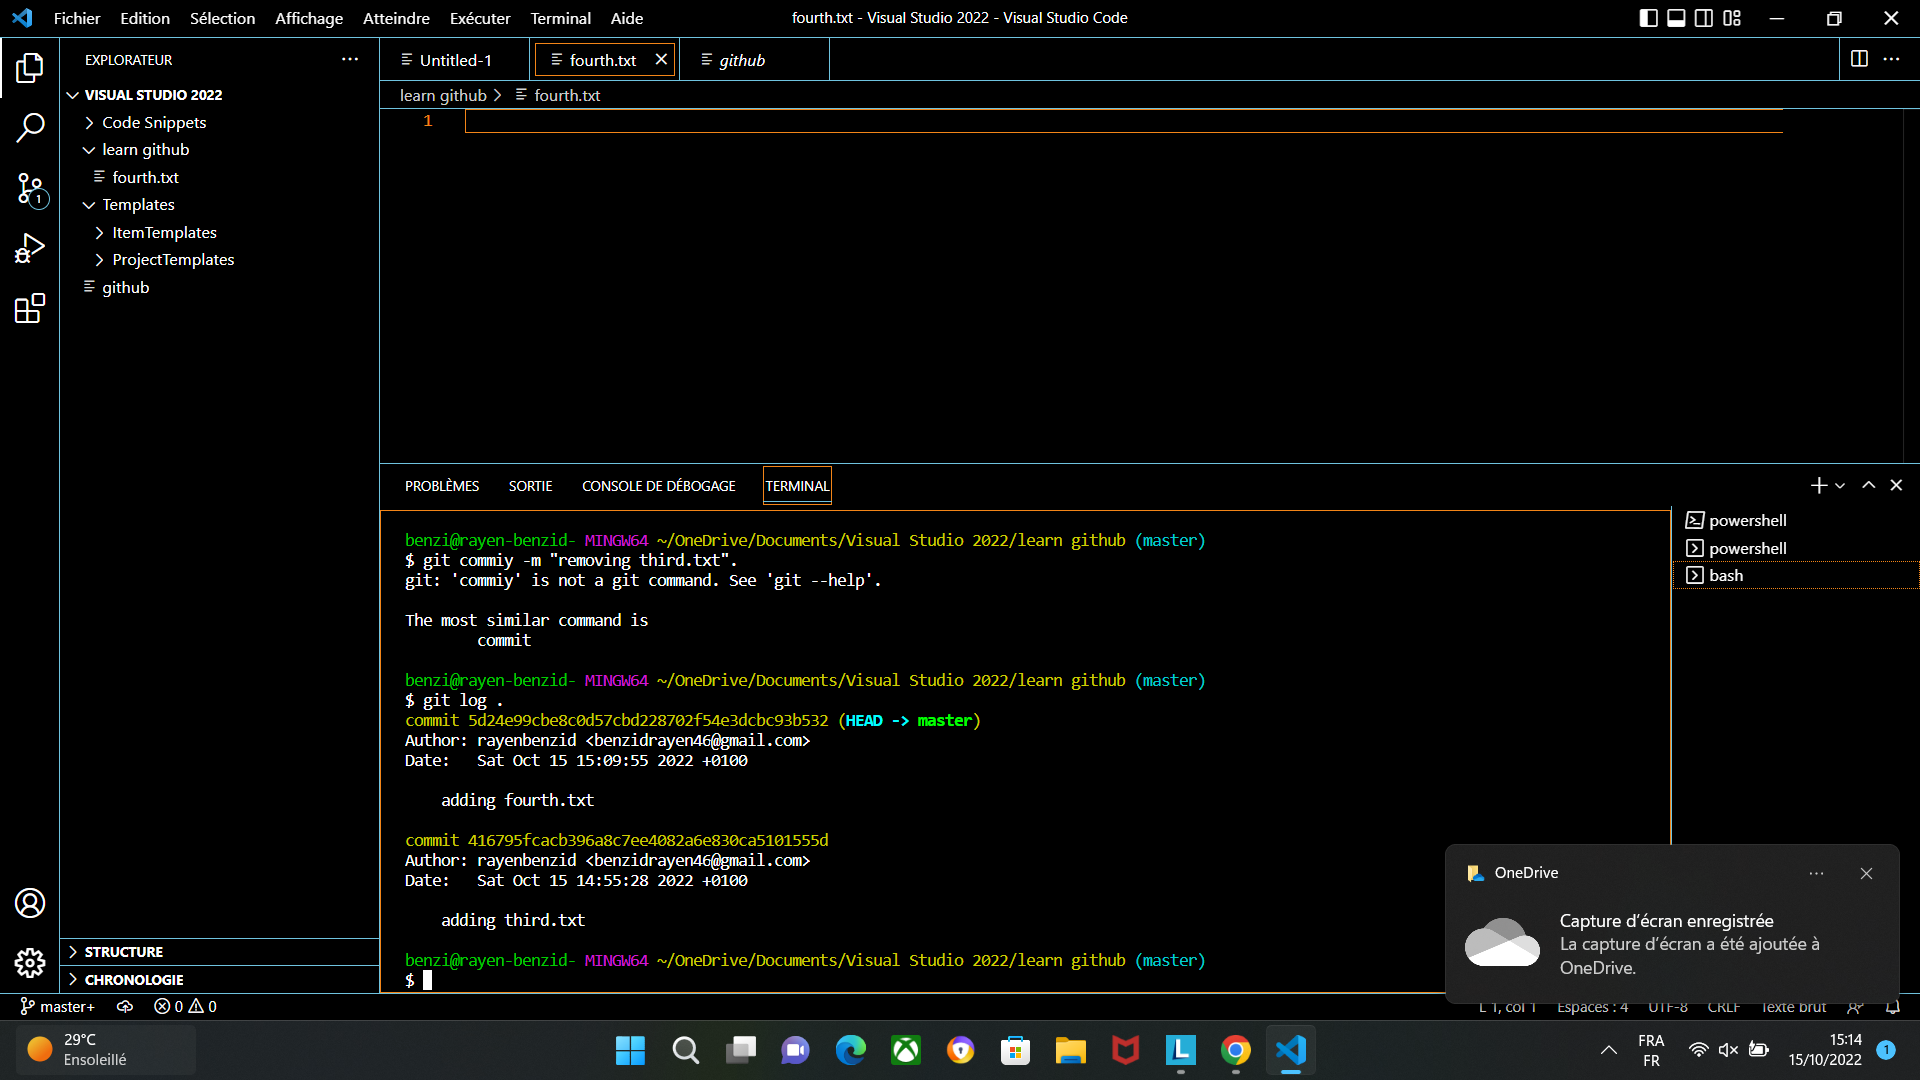 Fichier Edition Sélection Affichage Atteindre Exécuter Terminal Aide
fourth.txt - Visual Studio 2022 - Visual Studio Code
EXPLORATEUR
VISUAL STUDIO 2022
Code Snippets
learn github
fourth.txt
Templates
ItemTemplates
ProjectTemplates
github
STRUCTURE
CHRONOLOGIE
Untitled-1 fourth.txt github
learn github > fourth.txt
1
PROBLÈMES SORTIE CONSOLE DE DÉBOGAGE TERMINAL
benzi@rayen-benzid- MINGW64 ~/OneDrive/Documents/Visual Studio 2022/learn github (master)
$ git commiy -m "removing third.txt".
git: 'commiy' is not a git command. See 'git --help'.
The most similar command is
commit
benzi@rayen-benzid- MINGW64 ~/OneDrive/Documents/Visual Studio 2022/learn github (master)
$ git log .
commit 5d24e99cbe8c0d57cbd228702f54e3dcbc93b532 (HEAD -> master)
Author: rayenbenzid <benzidrayen46@gmail.com>
Date: Sat Oct 15 15:09:55 2022 +0100
adding fourth.txt
commit 416795fcacb396a8c7ee4082a6e830ca5101555d
Author: rayenbenzid <benzidrayen46@gmail.com>
Date: Sat Oct 15 14:55:28 2022 +0100
adding third.txt
benzi@rayen-benzid- MINGW64 ~/OneDrive/Documents/Visual Studio 2022/learn github (master)
$
powershell
powershell
bash
OneDrive
Capture d'écran enregistrée
La capture d'écran a été ajoutée à
OneDrive.
master+ 0 0
L 1, col 1 Espaces : 4 UTF-8 CRLF Texte brut
29°C
Ensoleillé
FRA
FR
15:14
15/10/2022
1